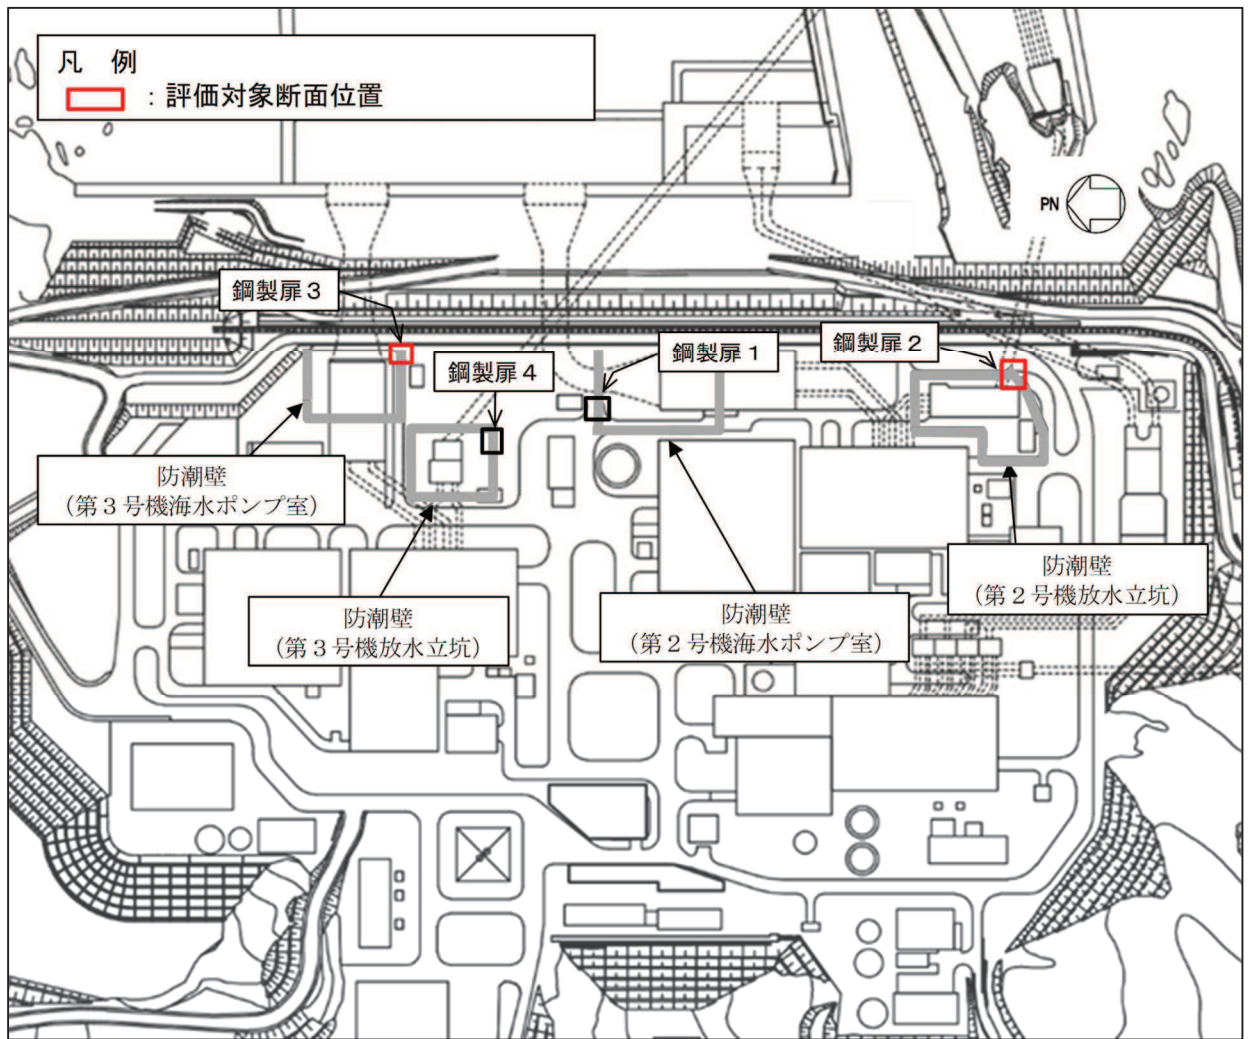 凡　例
：評価対象断面位置
PN
鋼製扉３
鋼製扉４
鋼製扉１
鋼製扉２
防潮壁
（第３号機海水ポンプ室）
防潮壁
（第３号機放水立坑）
防潮壁
（第２号機海水ポンプ室）
防潮壁
（第２号機放水立坑）